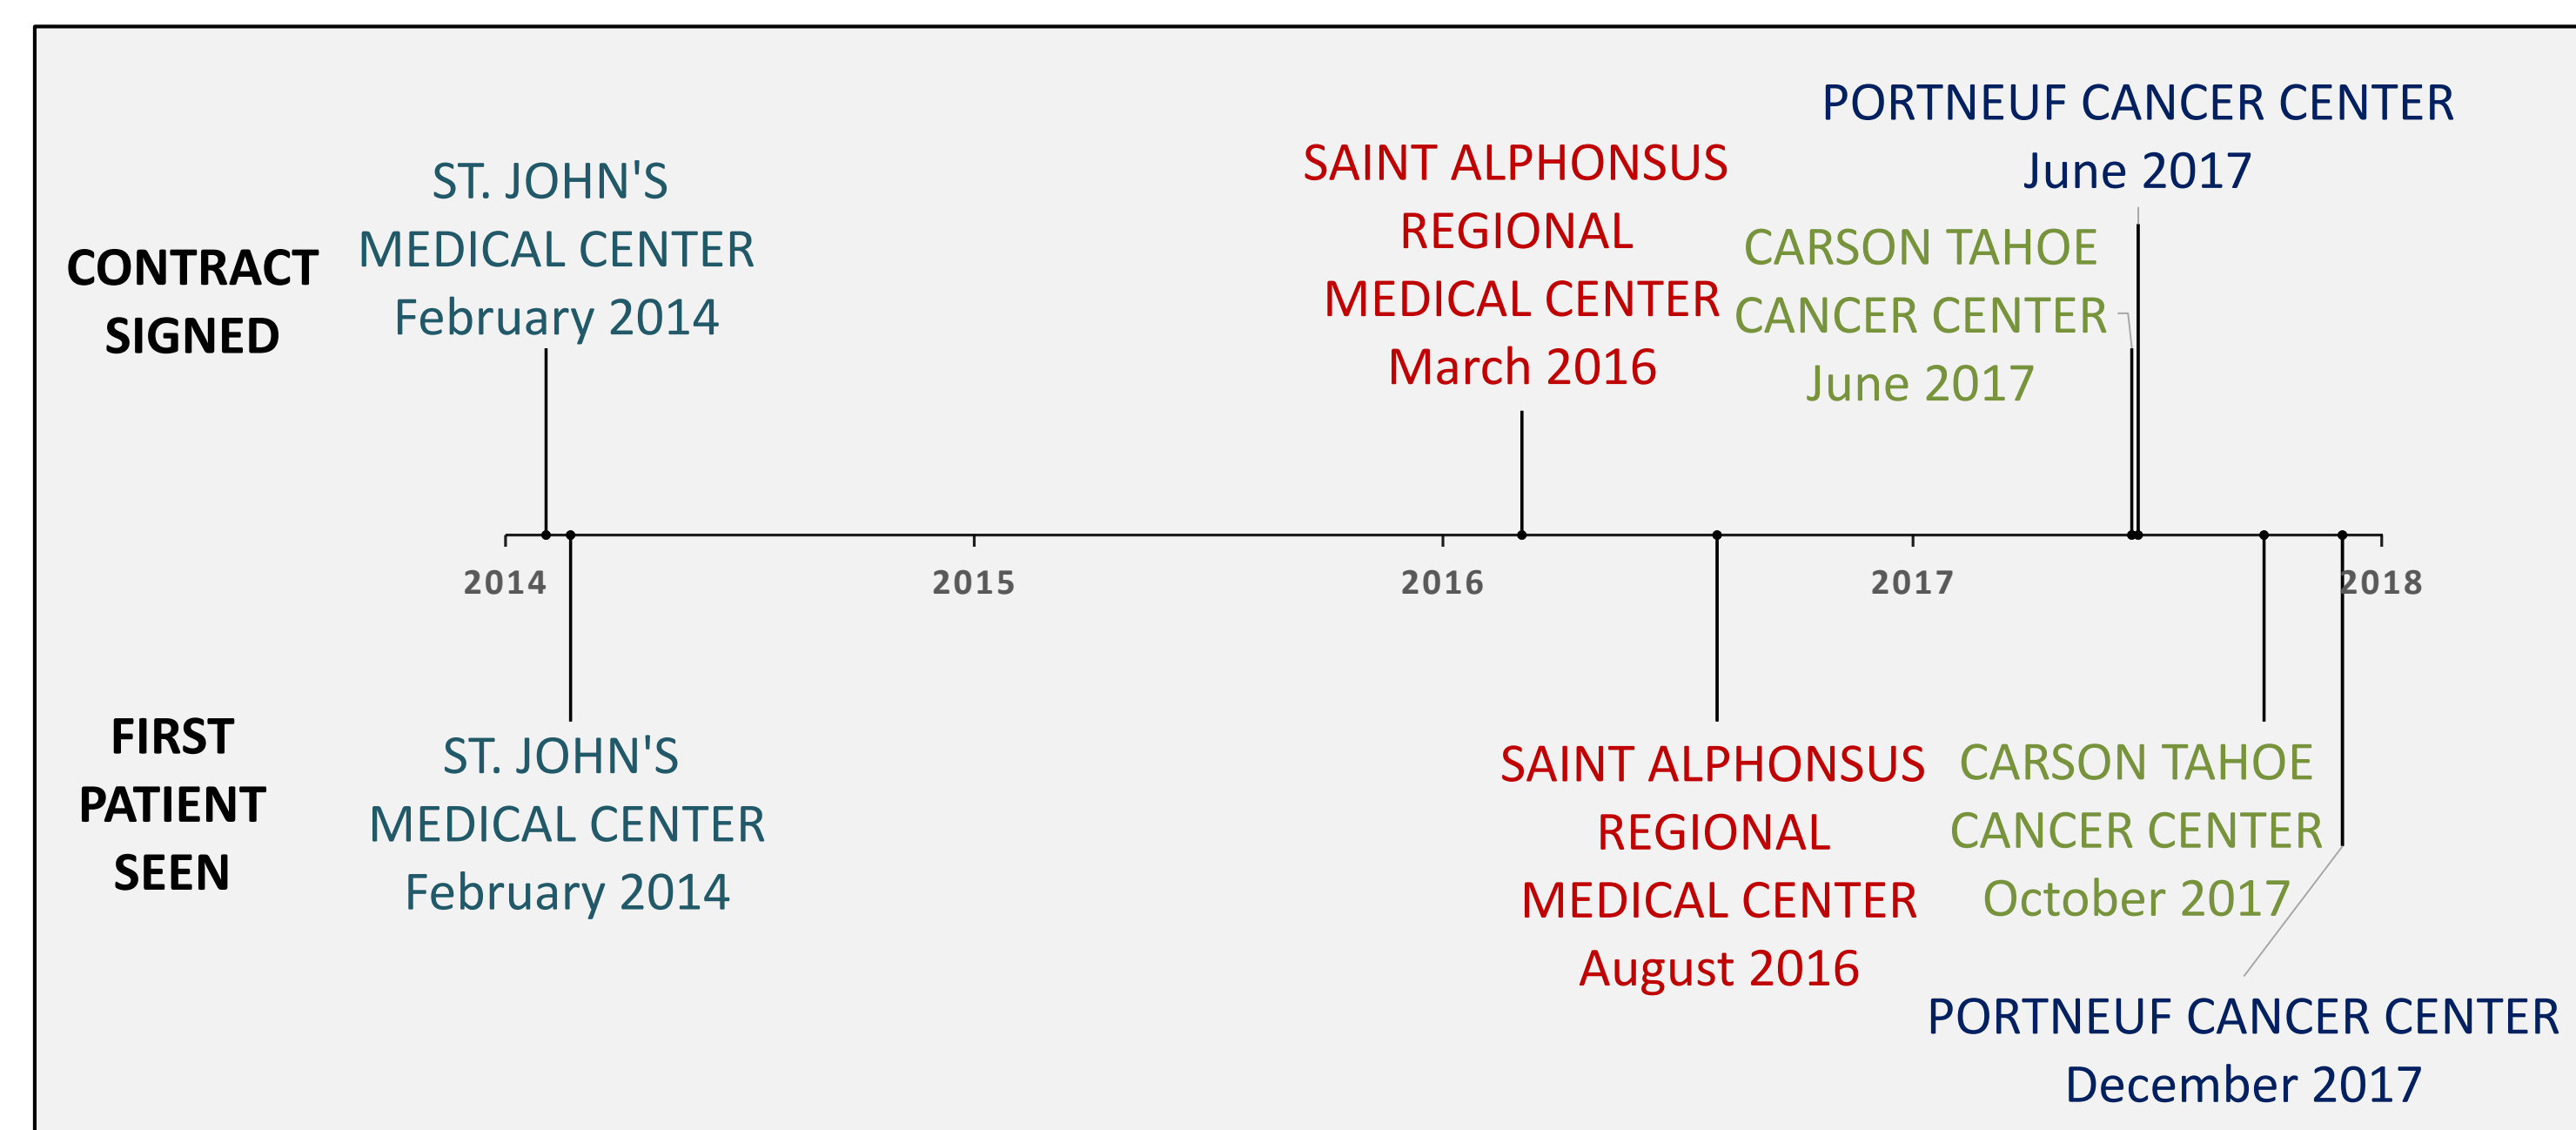 PORTNEUF CANCER CENTER
June 2017
ST. JOHN'S
MEDICAL CENTER
February 2014
SAINT ALPHONSUS
REGIONAL
MEDICAL CENTER
March 2016
CARSON TAHOE
CANCER CENTER
June 2017
CONTRACT
SIGNED
2014
2015
2016
2017
2018
FIRST
PATIENT
SEEN
ST. JOHN'S
MEDICAL CENTER
February 2014
SAINT ALPHONSUS
REGIONAL
MEDICAL CENTER
August 2016
CARSON TAHOE
CANCER CENTER
October 2017
PORTNEUF CANCER CENTER
December 2017